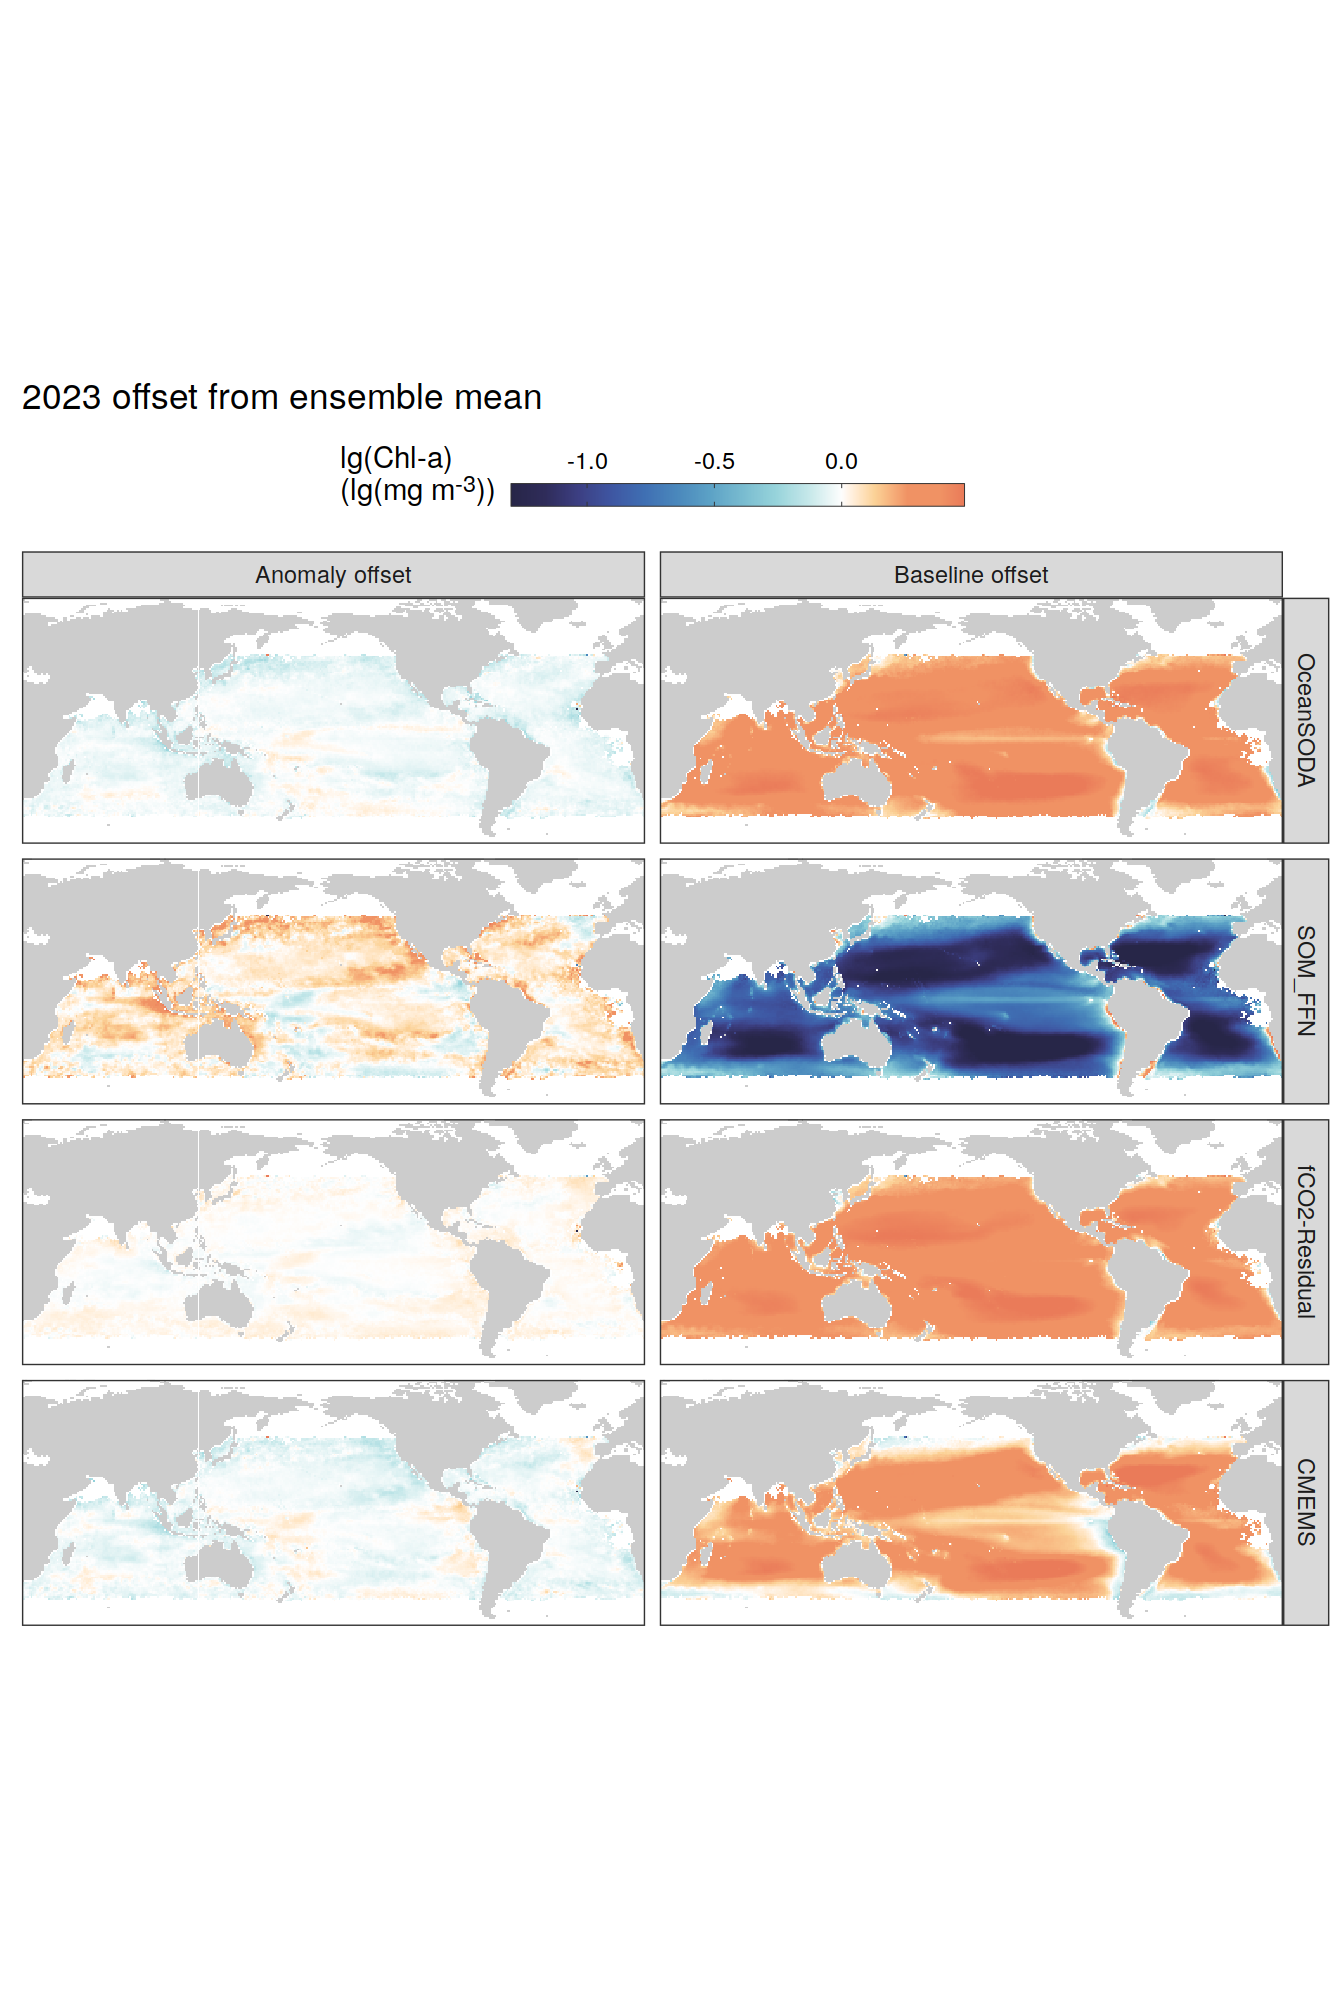 2023 offset from ensemble mean
lg(Chl-a)
(lg(mg m-3))
-1.0 -0.5 0.0
Anomaly offset Baseline offset
OceanSODA
SOM_FFN
fCO2-Residual
CMEMS